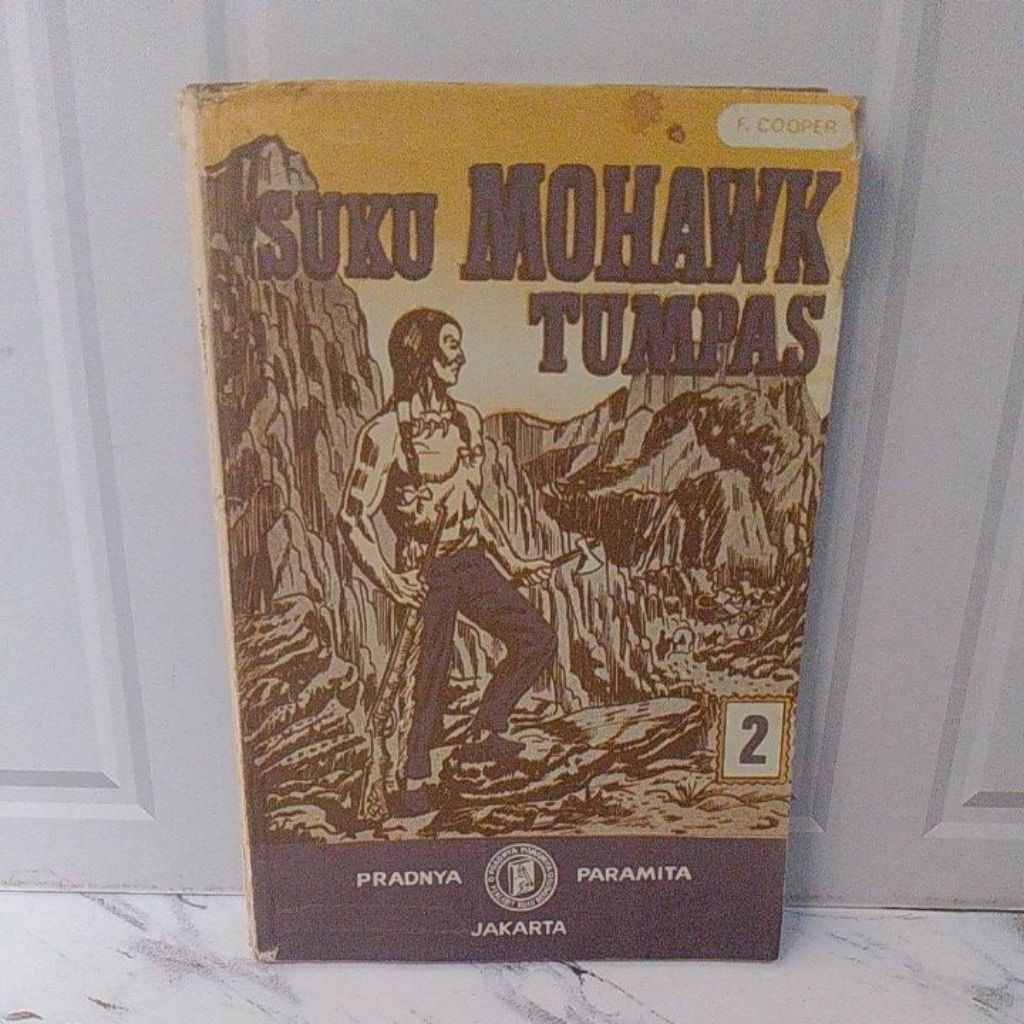 F. COOPER
SUKU MOHAWK
TUMPAS
2
PRADNYA PARAMITA
JAKARTA